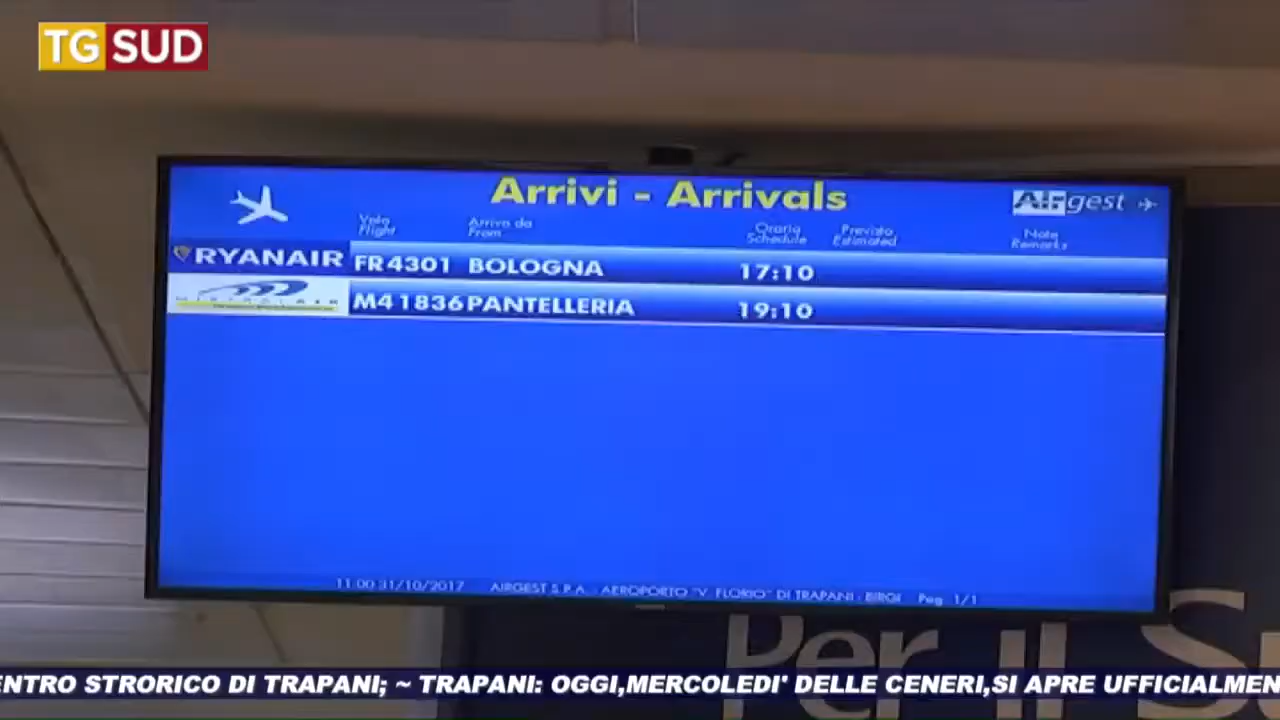 TG SUD
Arrivi - Arrivals
AIRgest
Volo
Flight
Arrivo da
From
Orario
Schedule
Previsto
Estimated
Note
Remarks
RYANAIR FR4301 BOLOGNA 17:10
M41836 PANTELLERIA 19:10
11:00 31/10/2017 AIRGEST S.P.A. - AEROPORTO "V. FLORIO" DI TRAPANI - BIRGI Pag 1/1
Per il Su
ENTRO STRORICO DI TRAPANI; ~ TRAPANI: OGGI,MERCOLEDI' DELLE CENERI,SI APRE UFFICIALMEN